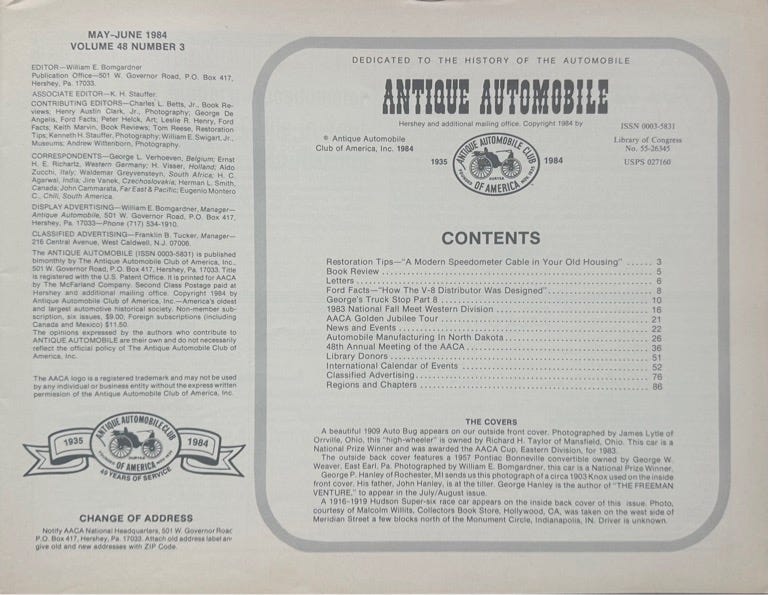 MAY-JUNE 1984
VOLUME 48 NUMBER 3
EDITOR—William E. Bomgardner
Publication Office—501 W. Governor Road, P.O. Box 417,
Hershey, Pa. 17033.
ASSOCIATE EDITOR—K. H. Stauffer.
CONTRIBUTING EDITORS—Charles L. Betts, Jr., Book Re-
views; Henry Austin Clark, Jr., Photography; George De
Angelis, Ford Facts; Peter Helck, Art; Leslie R. Henry, Ford
Facts; Keith Marvin, Book Reviews; Tom Reese, Restoration
Tips; Kenneth H. Stauffer, Photography; William E. Swigart, Jr.,
Museums; Andrew Wittenborn, Photography.
CORRESPONDENTS—George L. Verhoeven, Belgium; Ernst
H. E. Richartz, Western Germany; H. Visser, Holland; Aldo
Zucchi, Italy; Waldemar Greyvensteyn, South Africa; H. C.
Agarwal, India; Jire Vanek, Czechoslovakia; Herman L. Smith,
Canada; John Cammarata, Far East & Pacific; Eugenio Montero
C., Chili, South America.
DISPLAY ADVERTISING—William E. Bomgardner, Manager—
Antique Automobile, 501 W. Governor Road, P.O. Box 417,
Hershey, Pa. 17033—Phone (717) 534-1910.
CLASSIFIED ADVERTISING—Franklin B. Tucker, Manager—
216 Central Avenue, West Caldwell, N.J. 07006.
The ANTIQUE AUTOMOBILE (ISSN 0003-5831) is published
bimonthly by The Antique Automobile Club of America, Inc.,
501 W. Governor Road, P.O. Box 417, Hershey, Pa. 17033. Title
is registered with the U.S. Patent Office. It is printed for AACA
by The McFarland Company. Second Class Postage paid at
Hershey and additional mailing office. Copyright 1984 by
Antique Automobile Club of America, Inc.—America's oldest
and largest automotive historical society. Non-member sub-
scription, six issues, $9.00; Foreign subscriptions (including
Canada and Mexico) $11.50.
The opinions expressed by the authors who contribute to
ANTIQUE AUTOMOBILE are their own and do not necessarily
reflect the official policy of The Antique Automobile Club of
America, Inc.
The AACA logo is a registered trademark and may not be used
by any individual or business entity without the express written
permission of the Antique Automobile Club of America, Inc.
1935 ANTIQUE AUTOMOBILE CLUB 1984
OF AMERICA
49 YEARS OF SERVICE
CHANGE OF ADDRESS
Notify AACA National Headquarters, 501 W. Governor Road
P.O. Box 417, Hershey, Pa. 17033. Attach old address label an
give old and new addresses with ZIP Code.
DEDICATED TO THE HISTORY OF THE AUTOMOBILE
ANTIQUE AUTOMOBILE
Hershey and additional mailing office. Copyright 1984 by
® Antique Automobile
Club of America, Inc. 1984
1935 ANTIQUE AUTOMOBILE CLUB 1984
OF AMERICA
ISSN 0003-5831
Library of Congress
No. 55-26345
USPS 027160
CONTENTS
Restoration Tips—"A Modern Speedometer Cable in Your Old Housing" ...... 3
Book Review ...... 5
Letters ...... 6
Ford Facts—"How The V-8 Distributor Was Designed" ...... 8
George's Truck Stop Part 8 ...... 10
1983 National Fall Meet Western Division ...... 16
AACA Golden Jubilee Tour ...... 21
News and Events ...... 22
Automobile Manufacturing In North Dakota ...... 26
48th Annual Meeting of the AACA ...... 36
Library Donors ...... 51
International Calendar of Events ...... 52
Classified Advertising ...... 76
Regions and Chapters ...... 86
THE COVERS
A beautiful 1909 Auto Bug appears on our outside front cover. Photographed by James Lytle of
Orrville, Ohio, this "high-wheeler" is owned by Richard H. Taylor of Mansfield, Ohio. This car is a
National Prize Winner and was awarded the AACA Cup, Eastern Division, for 1983.
The outside back cover features a 1957 Pontiac Bonneville convertible owned by George W.
Weaver, East Earl, Pa. Photographed by William E. Bomgardner, this car is a National Prize Winner.
George P. Hanley of Rochester, MI sends us this photograph of a circa 1903 Knox used on the inside
front cover. His father, John Hanley, is at the tiller. George Hanley is the author of "THE FREEMAN
VENTURE," to appear in the July/August issue.
A 1916-1919 Hudson Super-six race car appears on the inside back cover of this issue. Photo,
courtesy of Malcolm Willits, Collectors Book Store, Hollywood, CA, was taken on the west side of
Meridian Street a few blocks north of the Monument Circle, Indianapolis, IN. Driver is unknown.